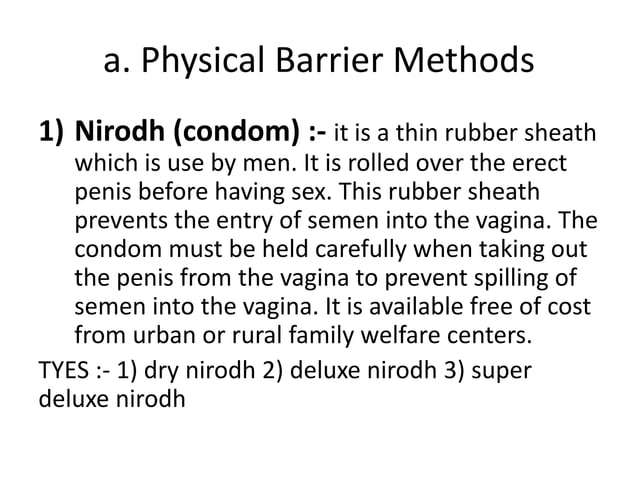 a. Physical Barrier Methods
1) Nirodh (condom) :- it is a thin rubber sheath
which is use by men. It is rolled over the erect
penis before having sex. This rubber sheath
prevents the entry of semen into the vagina. The
condom must be held carefully when taking out
the penis from the vagina to prevent spilling of
semen into the vagina. It is available free of cost
from urban or rural family welfare centers.
TYES :- 1) dry nirodh 2) deluxe nirodh 3) super
deluxe nirodh